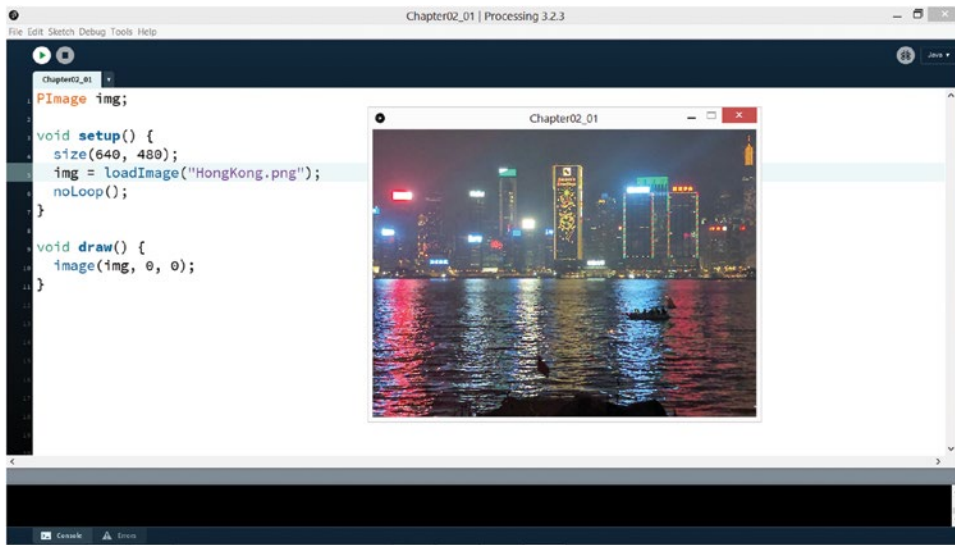 Chapter02_01 | Processing 3.2.3
File Edit Sketch Debug Tools Help
Java
Chapter02_01
PImage img;
void setup() {
size(640, 480);
img = loadImage("HongKong.png");
noLoop();
}
void draw() {
image(img, 0, 0);
}
Chapter02_01
Console
Errors